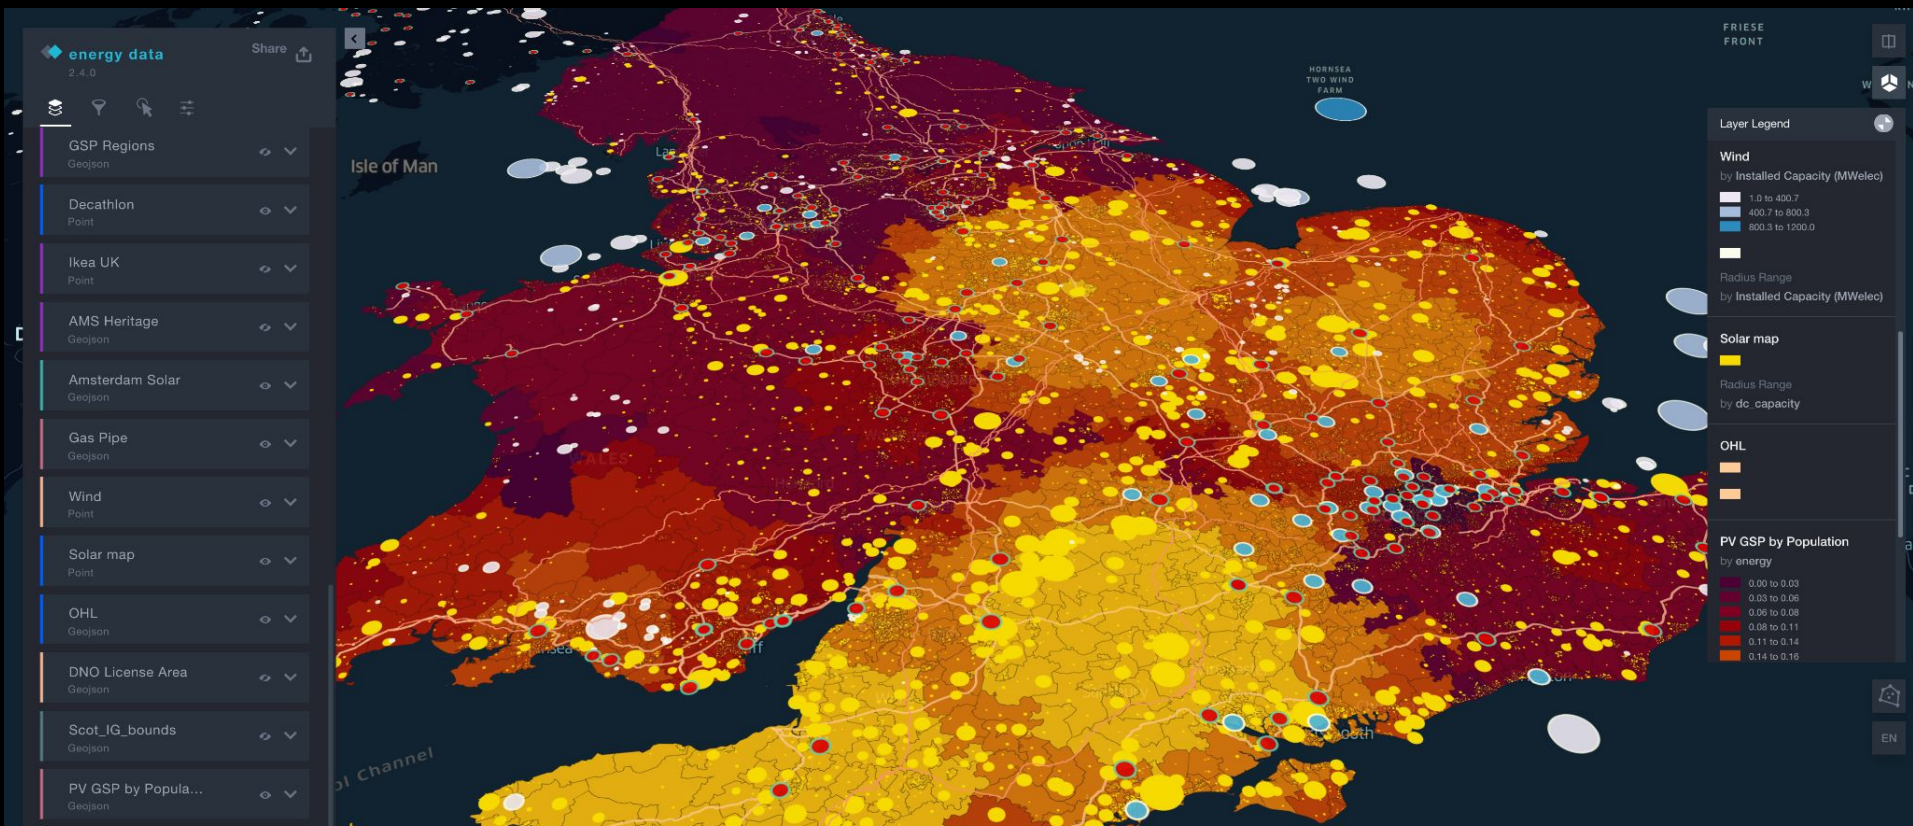 energy data
Share
2.4.0
GSP Regions
Geojson
Decathlon
Point
Ikea UK
Point
AMS Heritage
Geojson
Amsterdam Solar
Geojson
Gas Pipe
Geojson
Wind
Point
Solar map
Point
OHL
Geojson
DNO License Area
Geojson
Scot_IG_bounds
Geojson
PV GSP by Popula...
Geojson
Isle of Man
WALES
HORNSEA
TWO WIND
FARM
FRIESE
FRONT
Layer Legend
Wind
by Installed Capacity (MWelec)
1.0 to 400.7
400.7 to 800.3
800.3 to 1200.0
Radius Range
by Installed Capacity (MWelec)
Solar map
Radius Range
by dc_capacity
OHL
PV GSP by Population
by energy
0.00 to 0.03
0.03 to 0.06
0.06 to 0.08
0.08 to 0.11
0.11 to 0.14
0.14 to 0.16
EN
ol Channel